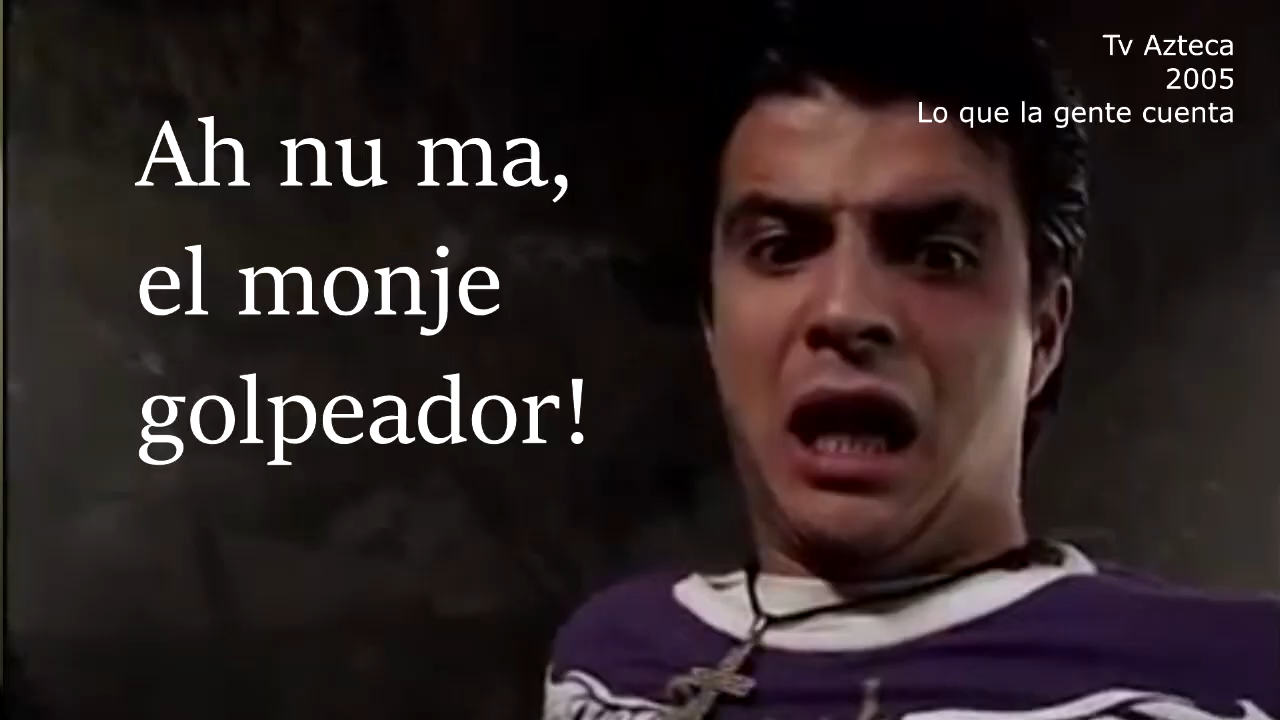 Tv Azteca
2005
Lo que la gente cuenta
Ah nu ma,
el monje
golpeador!